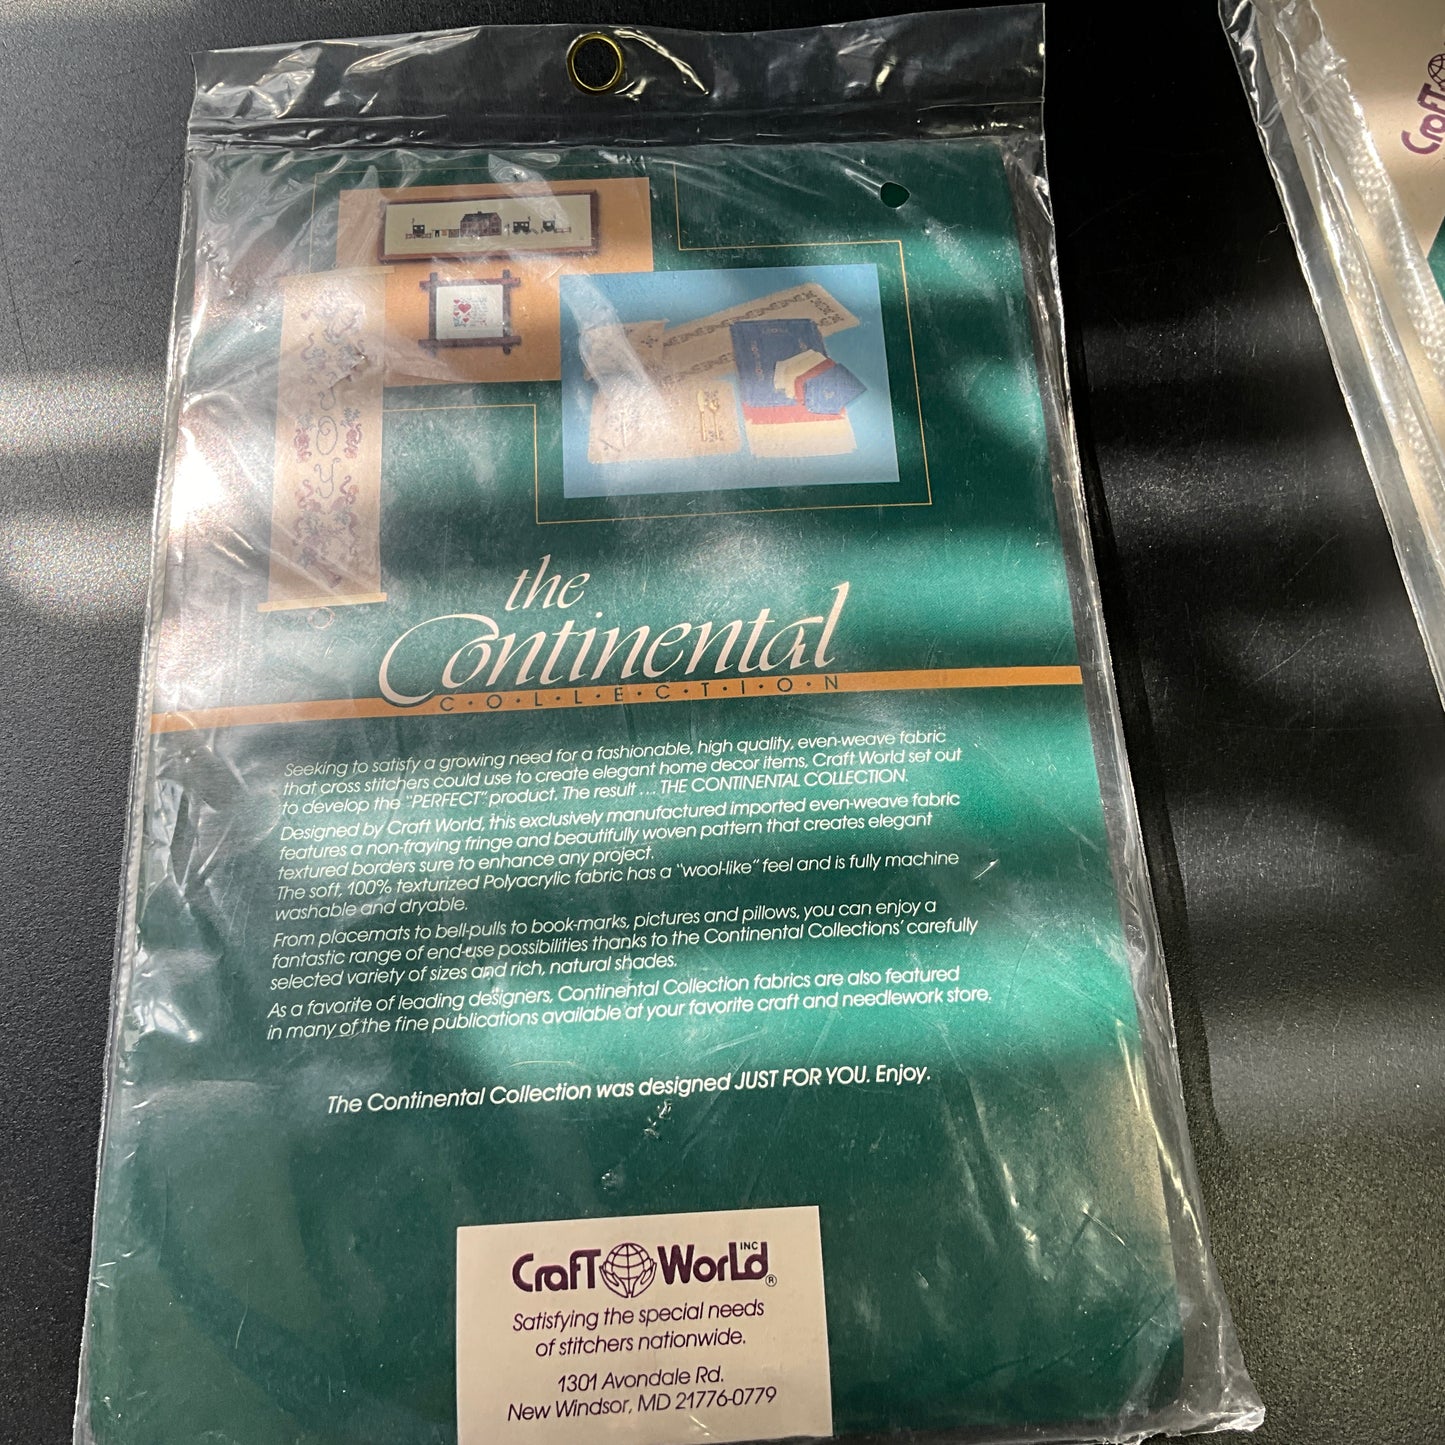 the
Continental
C·O·L·L·E·C·T·I·O·N
Seeking to satisfy a growing need for a fashionable, high quality, even-weave fabric
that cross stitchers could use to create elegant home decor items, Craft World set out
to develop the "PERFECT" product. The result ... THE CONTINENTAL COLLECTION.
Designed by Craft World, this exclusively manufactured imported even-weave fabric
features a non-fraying fringe and beautifully woven pattern that creates elegant
textured borders sure to enhance any project.
The soft, 100% texturized Polyacrylic fabric has a "wool-like" feel and is fully machine
washable and dryable.
From placemats to bell-pulls to book-marks, pictures and pillows, you can enjoy a
fantastic range of end-use possibilities thanks to the Continental Collections' carefully
selected variety of sizes and rich, natural shades.
As a favorite of leading designers, Continental Collection fabrics are also featured
in many of the fine publications available at your favorite craft and needlework store.
The Continental Collection was designed JUST FOR YOU. Enjoy.
Craft World INC ®
Satisfying the special needs
of stitchers nationwide.
1301 Avondale Rd.
New Windsor, MD 21776-0779
Craft